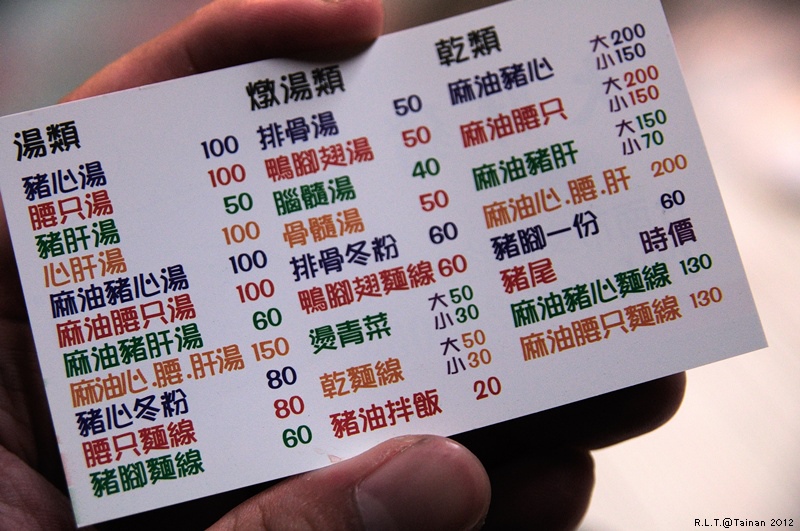 湯類
豬心湯 100
腰只湯 100
豬肝湯 50
心肝湯 100
麻油豬心湯 100
麻油腰只湯 100
麻油豬肝湯 60
麻油心.腰.肝湯 150
豬心冬粉 80
腰只麵線 80
豬腳麵線 60
燉湯類
排骨湯 50
鴨腳翅湯 50
腦髓湯 40
骨髓湯 50
排骨冬粉 60
鴨腳翅麵線 60
燙青菜 大50 小30
乾麵線 大50 小30
豬油拌飯 20
乾類
麻油豬心 大200 小150
麻油腰只 大200 小150
麻油豬肝 大150 小70
麻油心.腰.肝 200
豬腳一份 60
豬尾 時價
麻油豬心麵線 130
麻油腰只麵線 130
R.L.T.@Tainan 2012